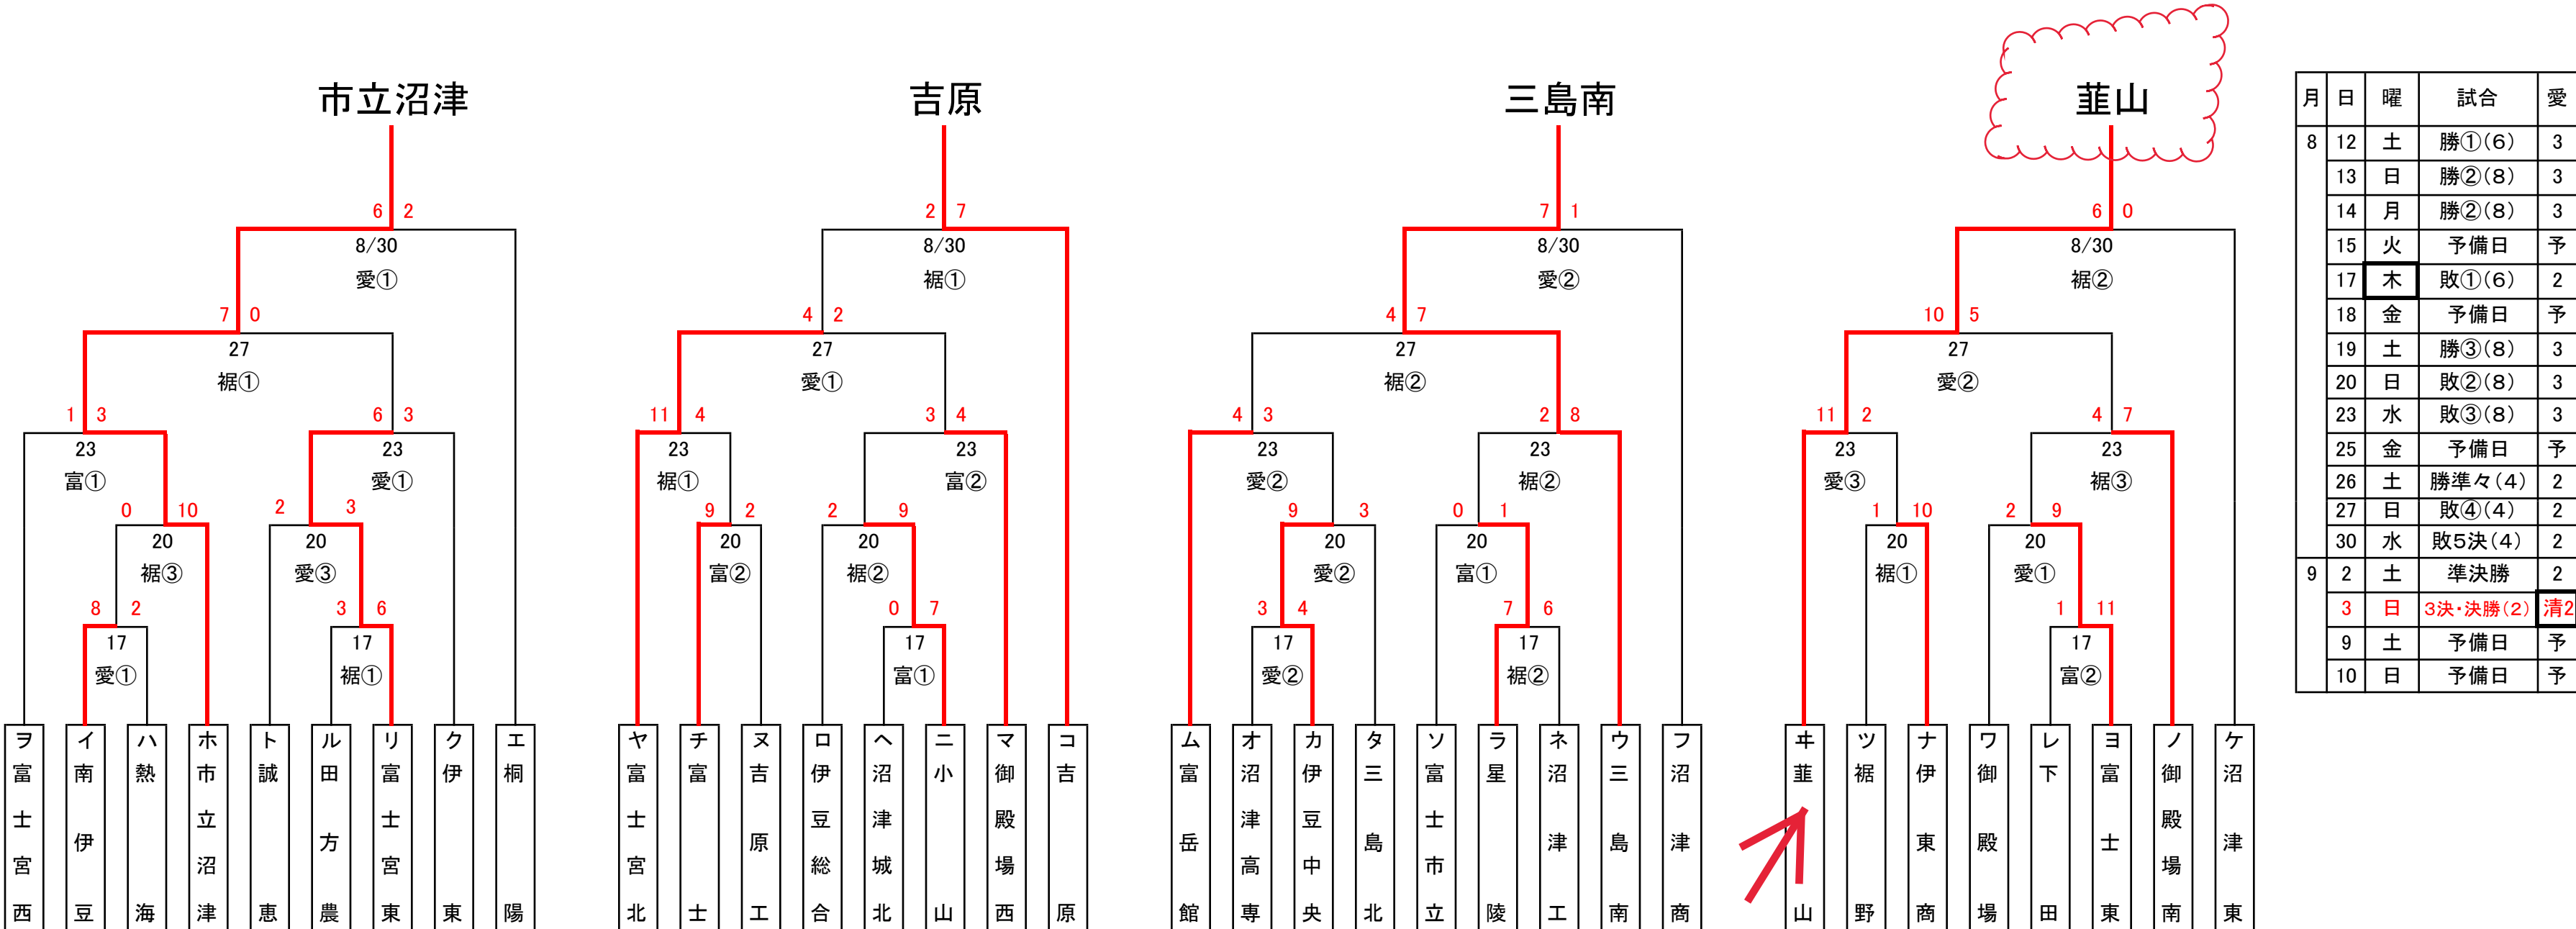 市立沼津 吉原 三島南 韮山
6 2 2 7 7 1 6 0
8/30 8/30 8/30 8/30
愛① 裾① 愛② 裾②
7 0 4 2 4 7 10 5
27 27 27 27
裾① 愛① 裾② 愛②
1 3 6 3 11 4 3 4 4 3 2 8 11 2 4 7
23 23 23 23 23 23 23 23
富① 愛① 裾① 富② 愛② 裾② 愛③ 裾③
0 10 2 3 9 2 2 9 9 3 0 1 1 10 2 9
20 20 20 20 20 20 20 20
裾③ 愛③ 富② 裾② 愛② 富① 裾① 愛①
8 2 3 6 0 7 3 4 7 6 1 11
17 17 17 17 17 17
愛① 裾① 富① 愛② 裾② 富②
ヲ富士宮西
イ南伊豆
ハ熱海
ホ市立沼津
ト誠恵
ル田方農
リ富士宮東
ク伊東
エ桐陽
ヤ富士宮北
チ富士
ヌ吉原工
ロ伊豆総合
ヘ沼津城北
ニ小山
マ御殿場西
コ吉原
ム富岳館
オ沼津高専
カ伊豆中央
タ三島北
ソ富士市立
ラ星陵
ネ沼津工
ウ三島南
フ沼津商
ヰ韮山
ツ裾野
ナ伊東商
ワ御殿場
レ下田
ヨ富士東
ノ御殿場南
ケ沼津東
月 日 曜 試合 愛
8 12 土 勝①(6) 3
13 日 勝②(8) 3
14 月 勝②(8) 3
15 火 予備日 予
17 木 敗①(6) 2
18 金 予備日 予
19 土 勝③(8) 3
20 日 敗②(8) 3
23 水 敗③(8) 3
25 金 予備日 予
26 土 勝準々(4) 2
27 日 敗④(4) 2
30 水 敗5決(4) 2
9 2 土 準決勝 2
3 日 3決・決勝(2) 清2
9 土 予備日 予
10 日 予備日 予